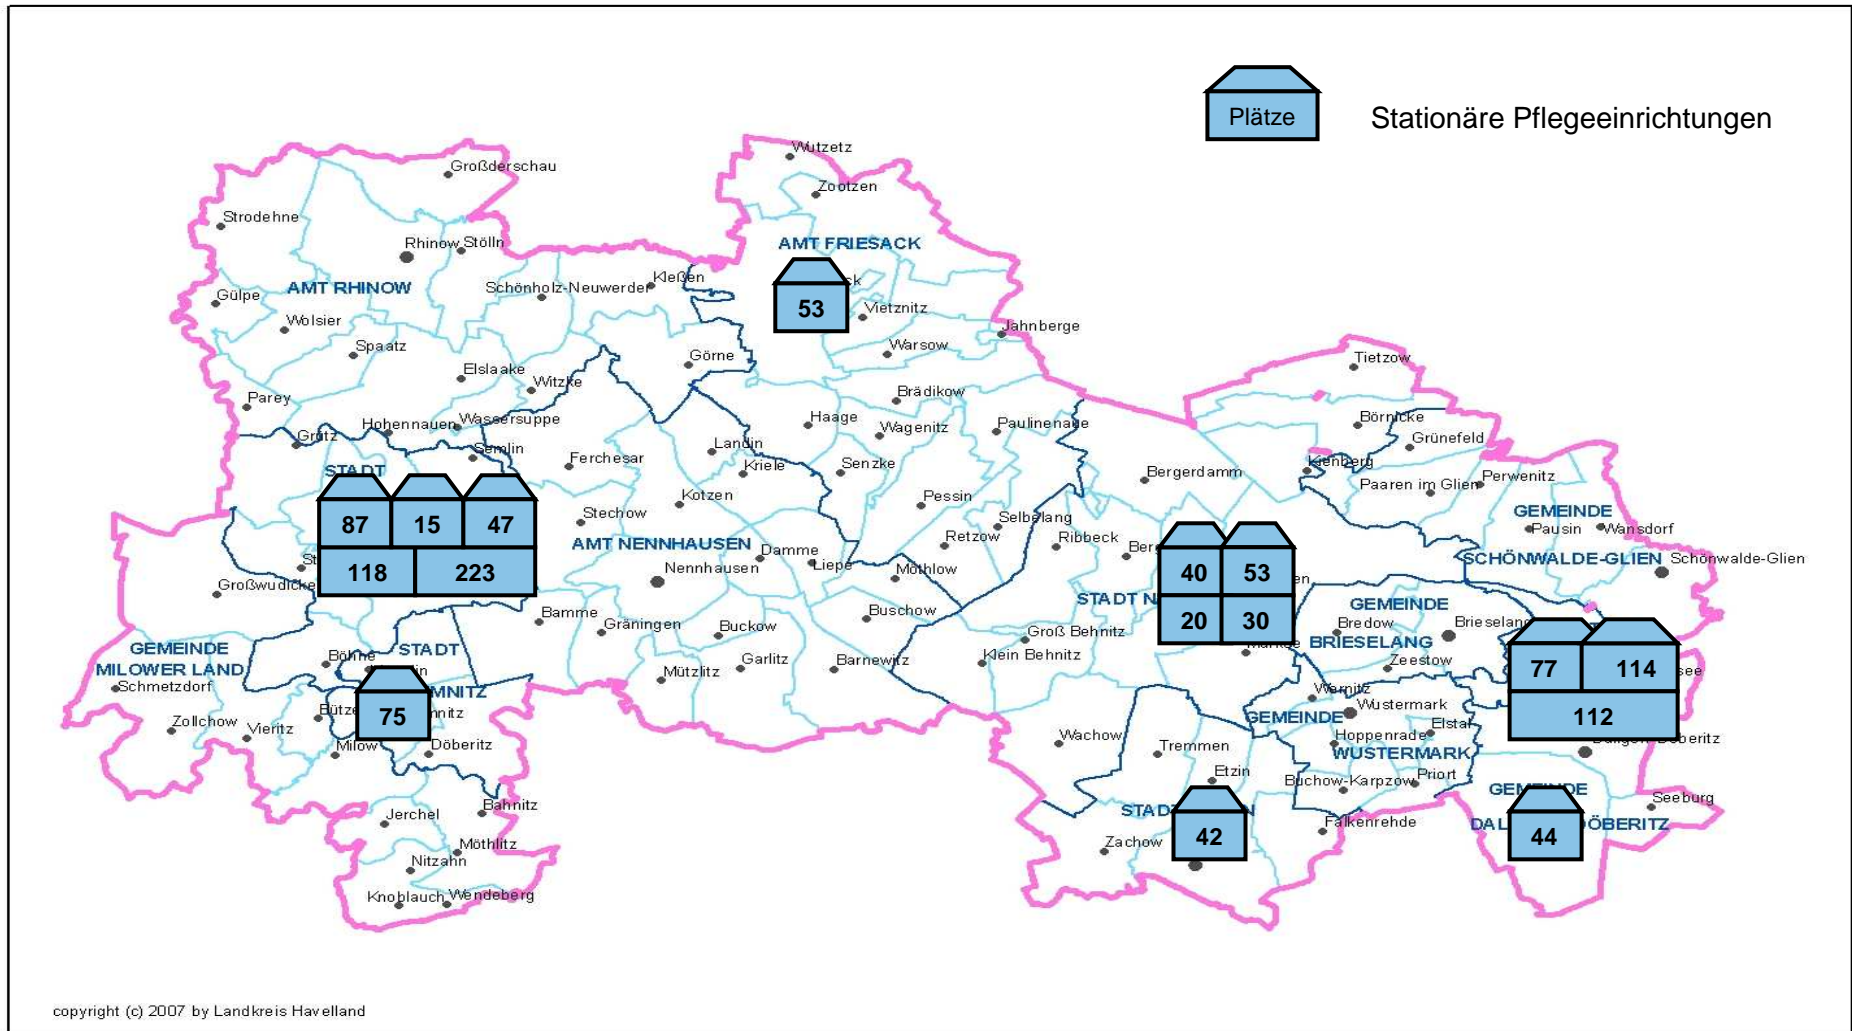 Plätze
Stationäre Pflegeeinrichtungen
Wutzetz
Großderschau
Zootzen
Strodehne
Rhinow
Stölln
AMT FRIESACK
Kleßen
AMT RHINOW
Schönholz-Neuwerder
Gülpe
53
Vietznitz
Wolsier
Jahnberge
Spaatz
Warsow
Görne
Tietzow
Elslaake
Witzke
Brädikow
Parey
Haage
Börnicke
Hohennauen
Wassersuppe
Wagenitz
Paulinenaue
Grütz
Landin
Grünefeld
Semlin
STADT
Ferchesar
Kriele
Senzke
Bergerdamm
Kienberg
Perwenitz
Paaren im Glien
Kotzen
Pessin
GEMEINDE
87
15
47
Stechow
Selbelang
Pausin
Wansdorf
AMT NENNHAUSEN
Retzow
Ribbeck
Damme
SCHÖNWALDE-GLIEN
Schönwalde-Glien
Nennhausen
Liepe
Möthlow
40
53
118
223
Großwudicke
STADT N
GEMEINDE
Bamme
Buschow
Bredow
Brieselang
20
30
Gräningen
Buckow
Groß Behnitz
BRIESELANG
GEMEINDE
STADT
Böhne
Klein Behnitz
Zeestow
77
114
MILOWER LAND
Garlitz
Barnewitz
Mützlitz
Schmetzdorf
MNITZ
Wernitz
Wustermark
75
GEMEINDE
Elstal
112
Zollchow
Vieritz
Hoppenrade
Wachow
Milow
Döberitz
Tremmen
WUSTERMARK
Etzin
Buchow-Karpzow
Priort
GEMEINDE
Bahnitz
Seeburg
Jerchel
STAD
N
Falkenrehde
DAL
ÖBERITZ
42
44
Möthlitz
Zachow
Nitzahn
Knoblauch
Wendeberg
copyright (c) 2007 by Landkreis Havelland